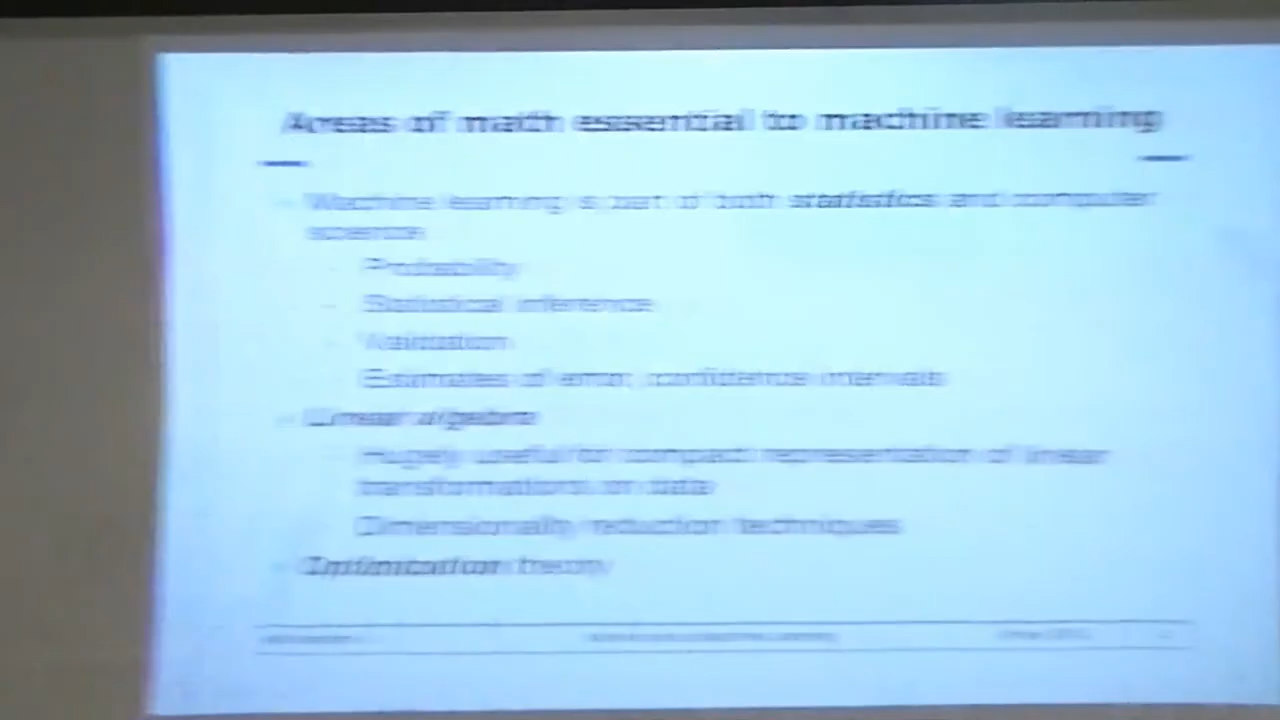 Areas of math essential to machine learning
Machine learning is part of both statistics and computer
science
Probability
Statistical inference
Validation
Estimates of error, confidence intervals
Linear algebra
Hugely useful for compact representation of linear
transformations on data
Dimensionally reduction techniques
Optimization theory